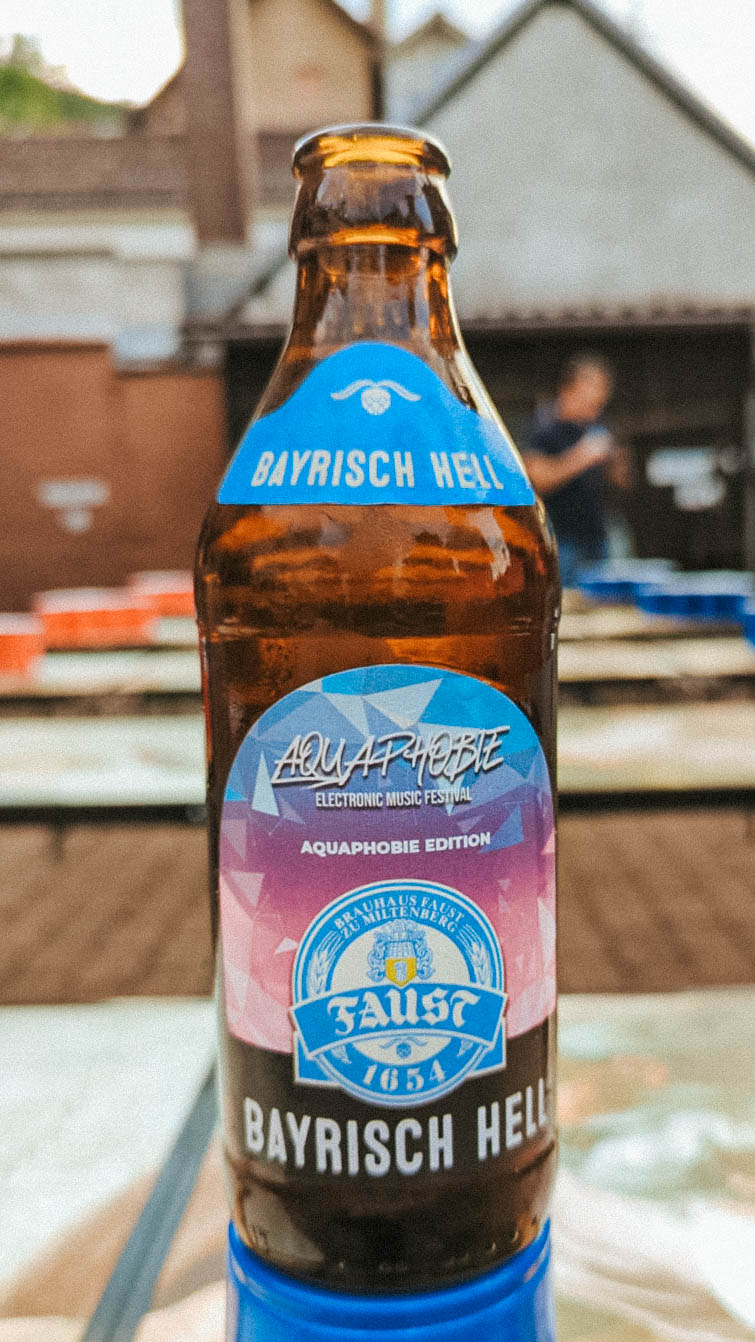 BAYRISCH HELL
AQUAPHOBIE
ELECTRONIC MUSIC FESTIVAL
AQUAPHOBIE EDITION
BRAUHAUS FAUST
ZU MILTENBERG
FAUST
1654
BAYRISCH HELL